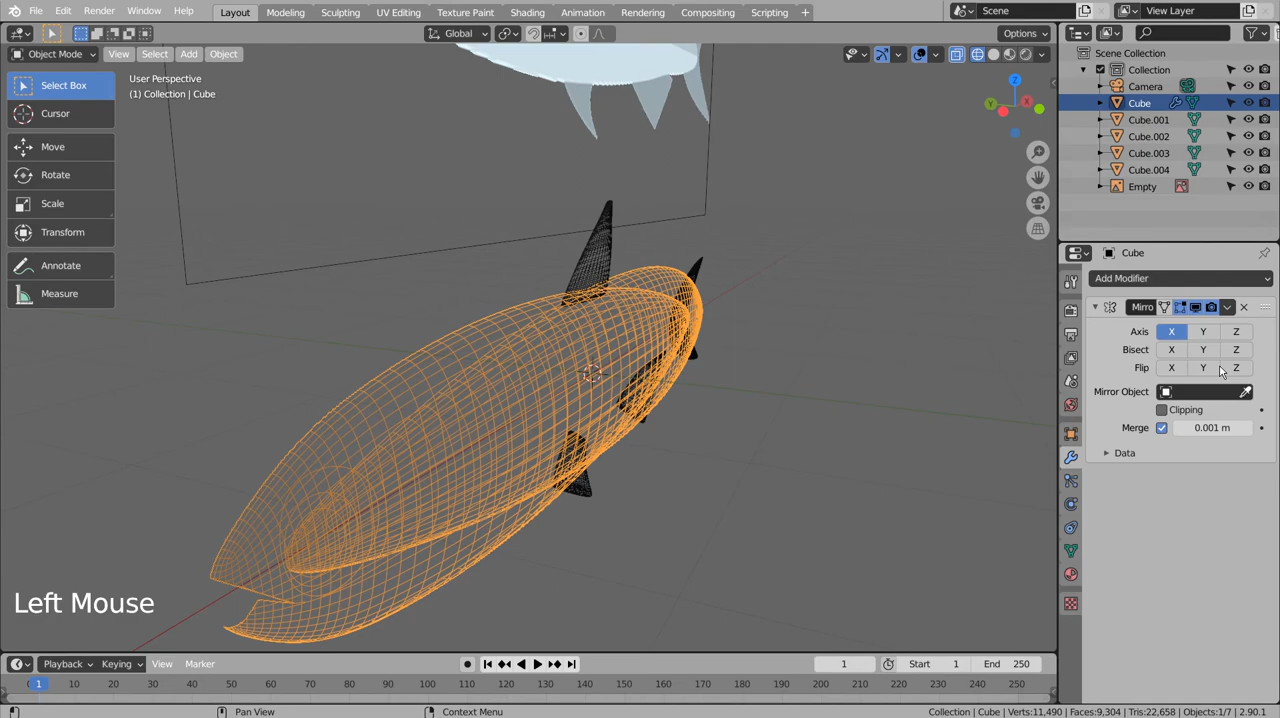 File Edit Render Window Help Layout Modeling Sculpting UV Editing Texture Paint Shading Animation Rendering Compositing Scripting + Scene View Layer
Global Options
Object Mode View Select Add Object
Select Box
Cursor
Move
Rotate
Scale
Transform
Annotate
Measure
User Perspective
(1) Collection | Cube
Z
Y
X
Left Mouse
Scene Collection
Collection
Camera
Cube
Cube.001
Cube.002
Cube.003
Cube.004
Empty
Cube
Add Modifier
Mirro
Axis X Y Z
Bisect X Y Z
Flip X Y Z
Mirror Object
Clipping
Merge 0.001 m
Data
Playback Keying View Marker 1 Start 1 End 250
1 10 20 30 40 50 60 70 80 90 100 110 120 130 140 150 160 170 180 190 200 210 220 230 240 250
Pan View Context Menu Collection | Cube | Verts:11,490 | Faces:9,304 | Tris:22,658 | Objects:1/7 | 2.90.1